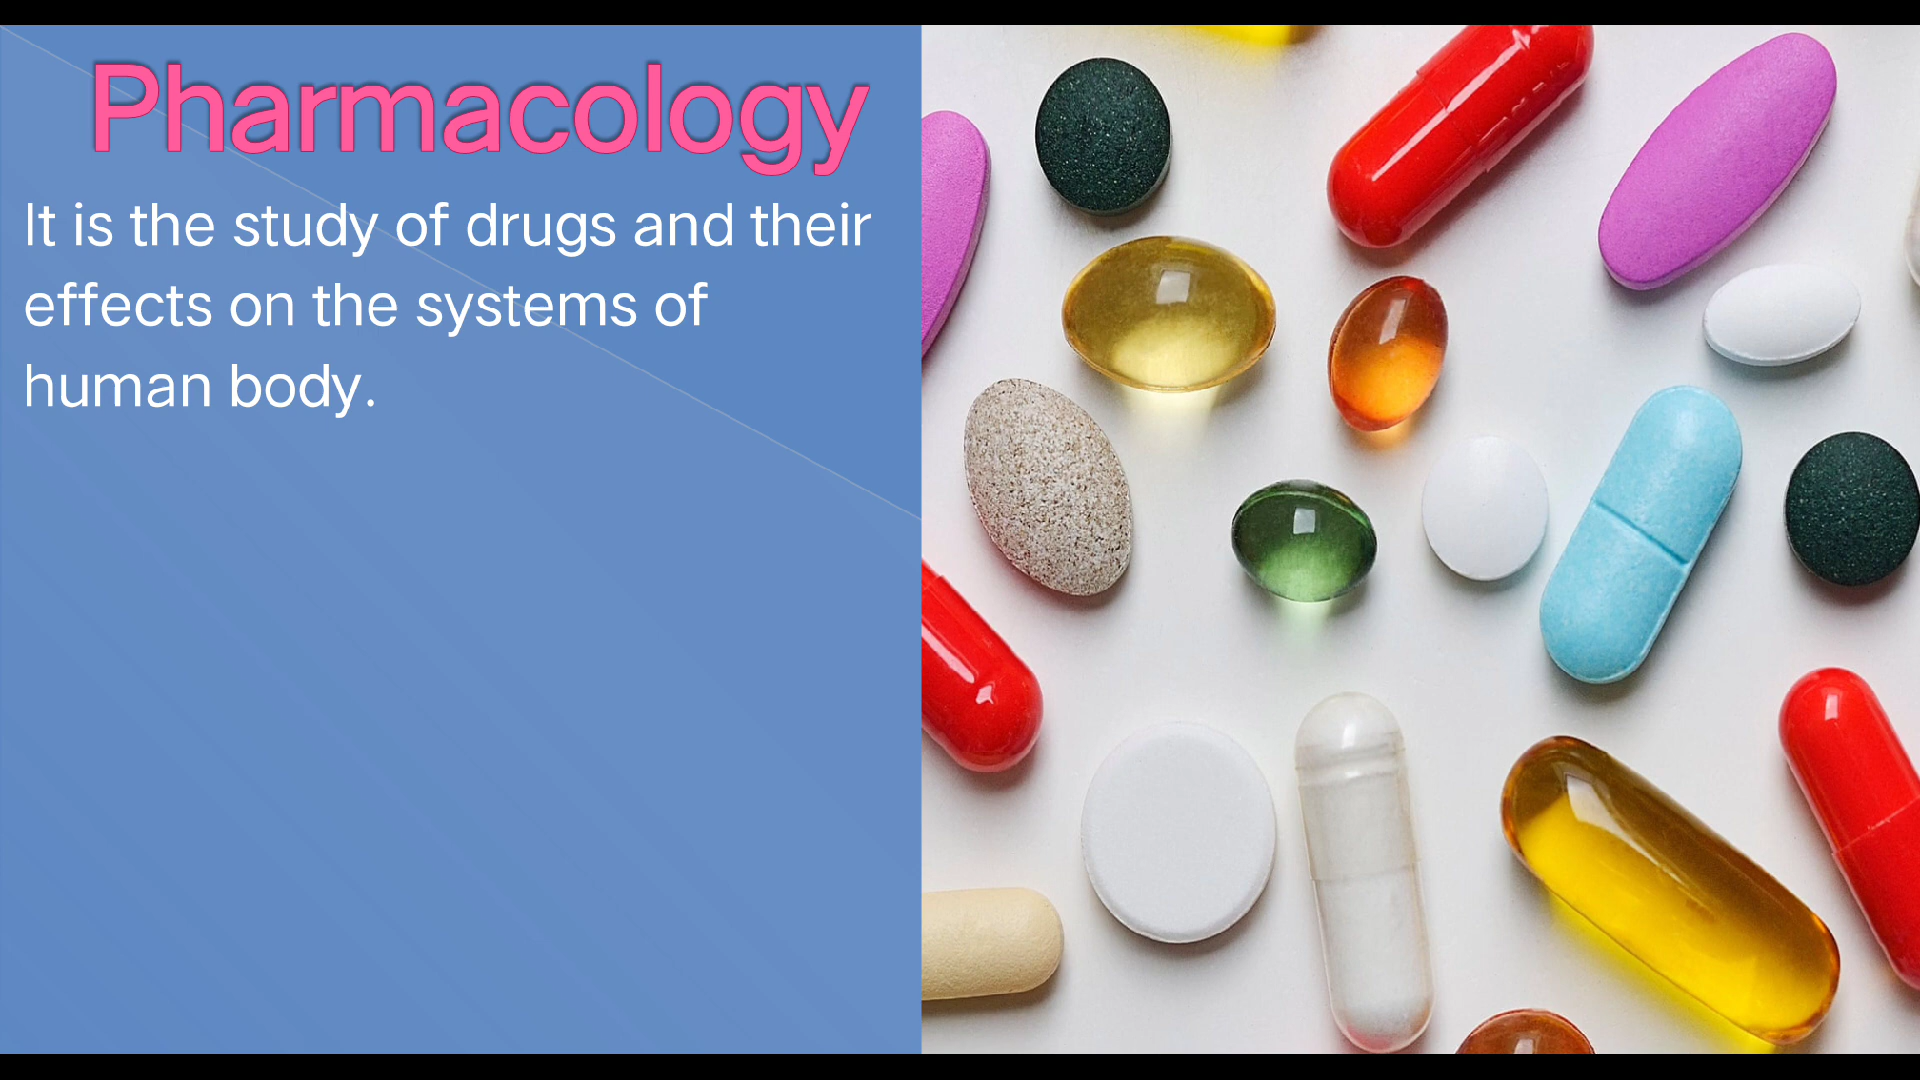 Pharmacology
It is the study of drugs and their
effects on the systems of
human body.